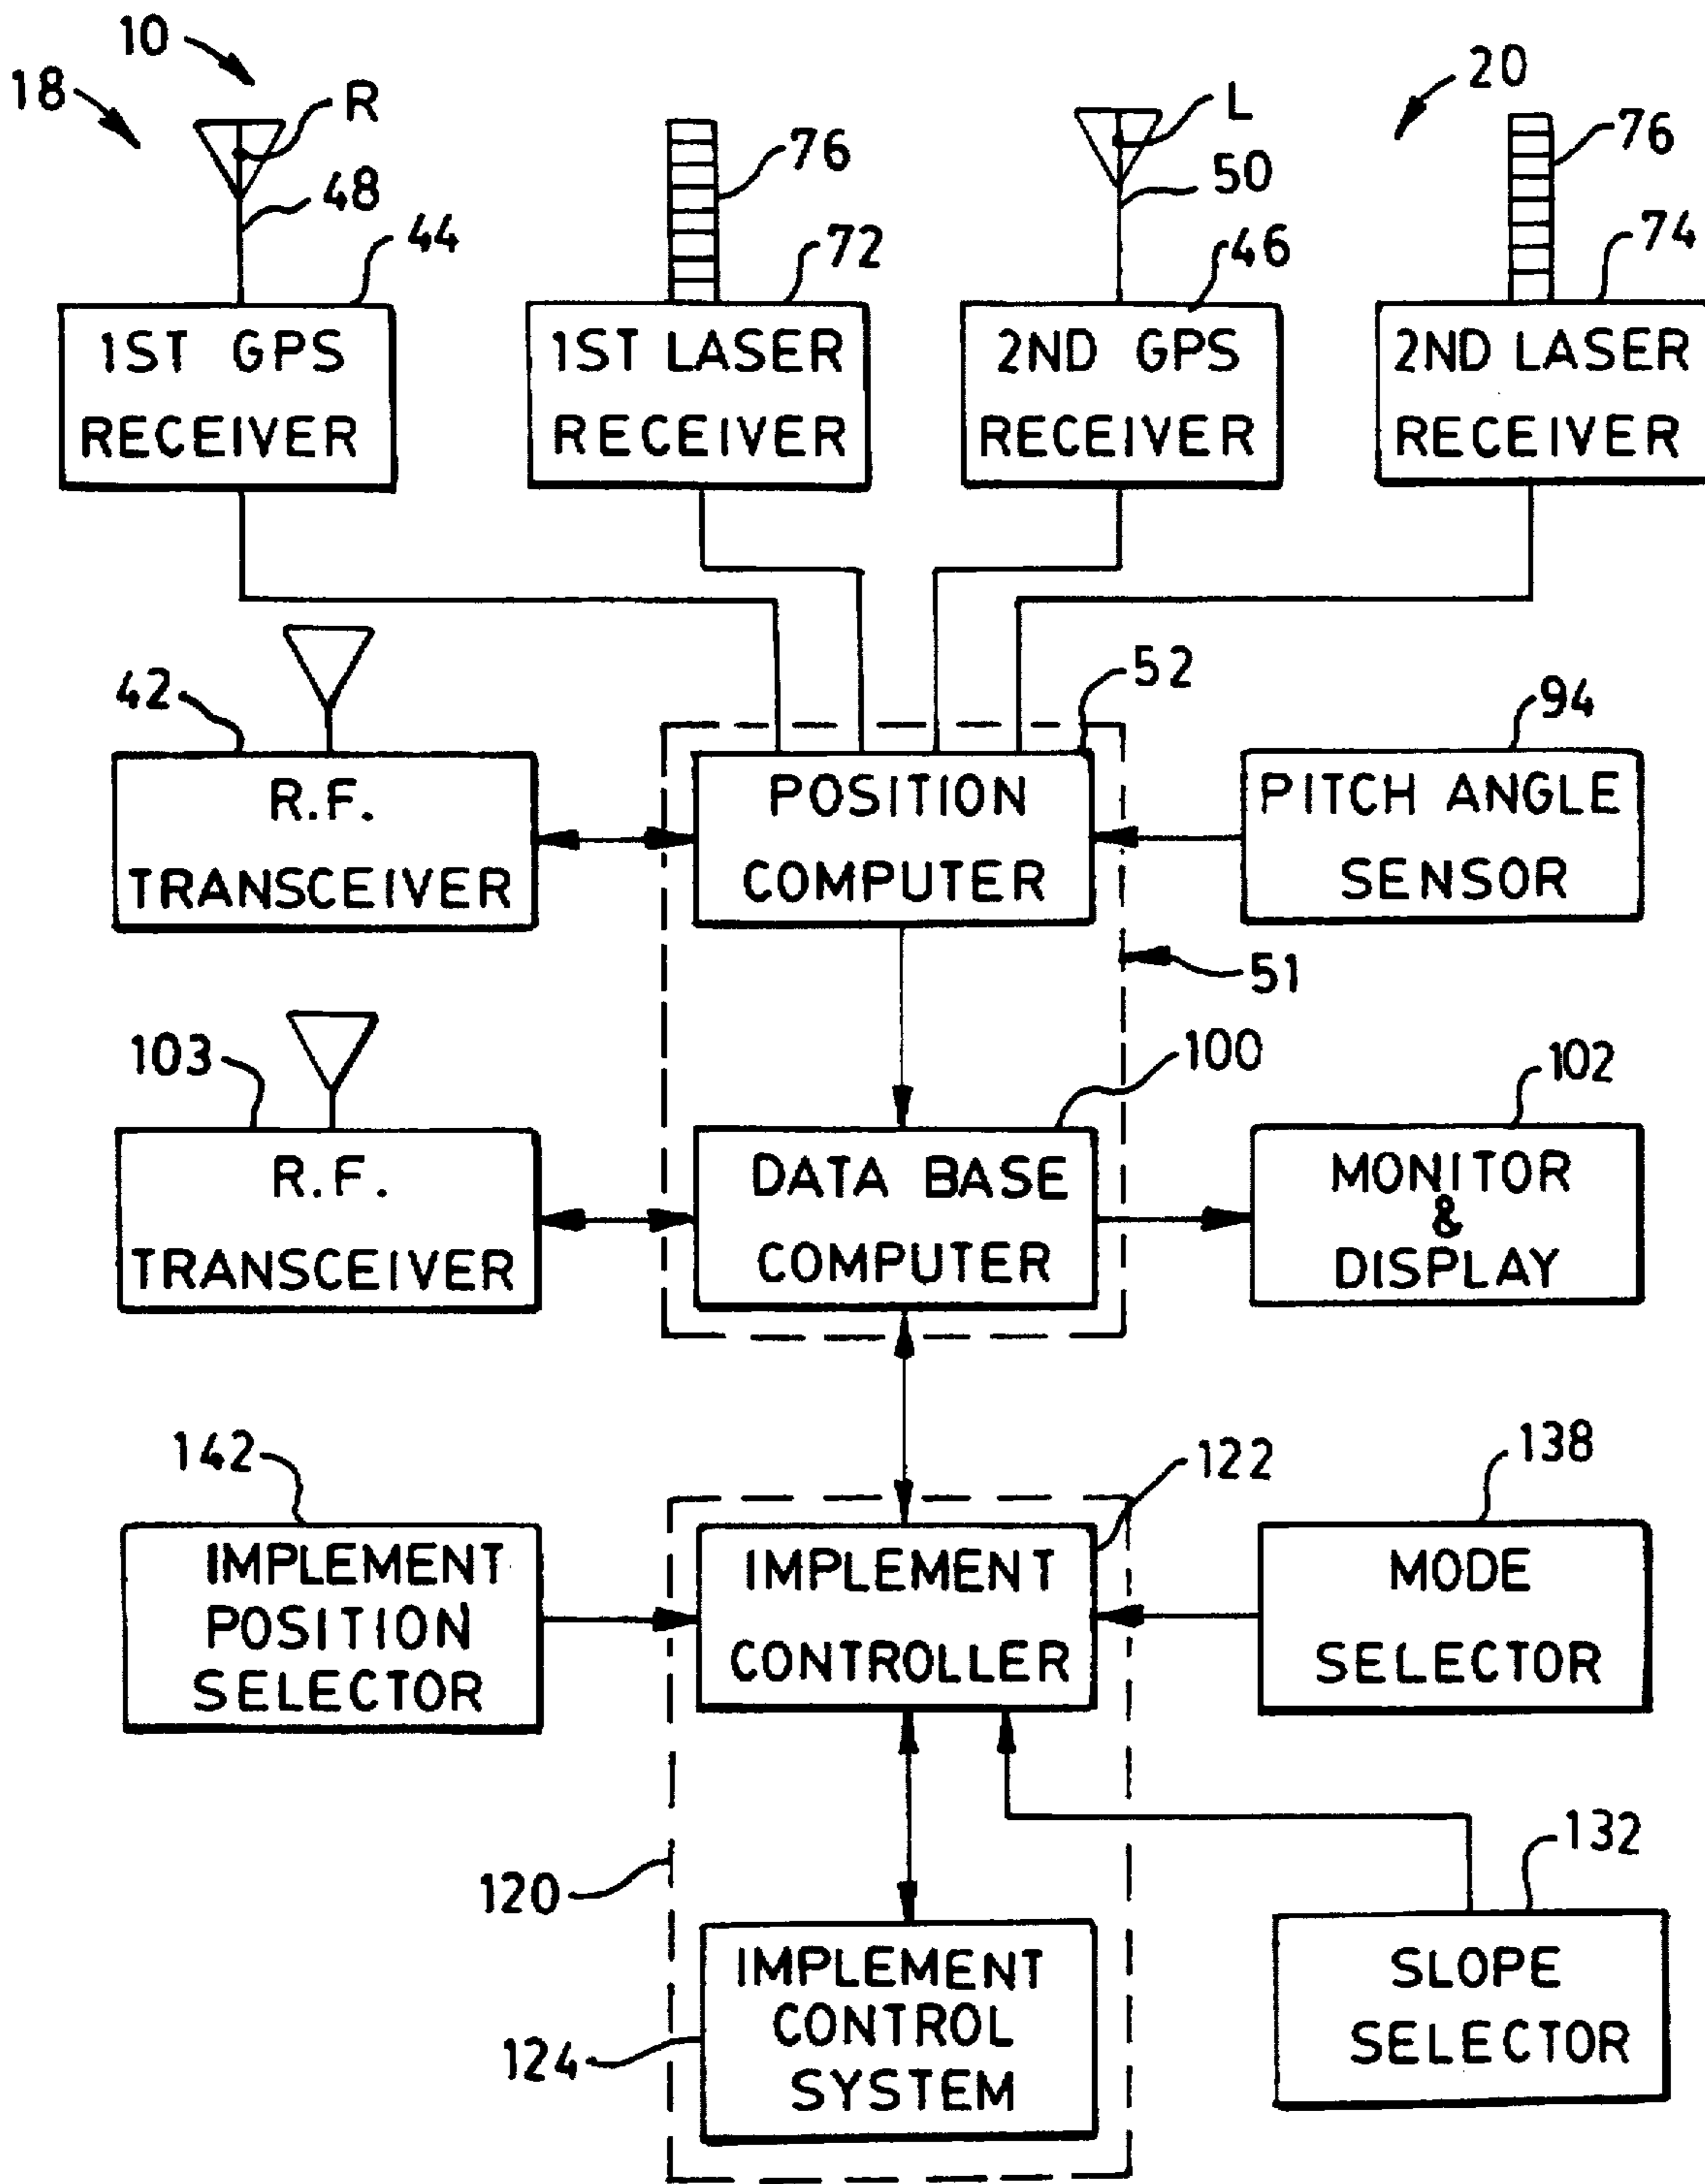 10
18
R
48
44
76
72
L
50
46
20
76
74
1ST GPS
RECEIVER
1ST LASER
RECEIVER
2ND GPS
RECEIVER
2ND LASER
RECEIVER
42
R.F.
TRANSCEIVER
52
POSITION
COMPUTER
94
PITCH ANGLE
SENSOR
51
103
R.F.
TRANSCEIVER
100
DATA BASE
COMPUTER
102
MONITOR
&
DISPLAY
142
IMPLEMENT
POSITION
SELECTOR
122
IMPLEMENT
CONTROLLER
138
MODE
SELECTOR
120
132
SLOPE
SELECTOR
124
IMPLEMENT
CONTROL
SYSTEM